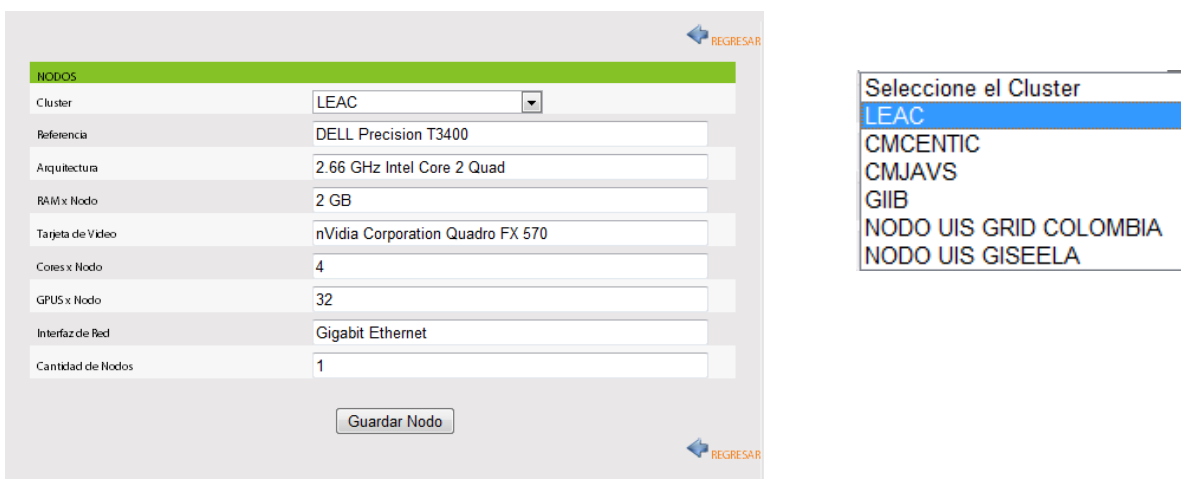 REGRESAR
NODOS
Cluster LEAC
Referencia DELL Precision T3400
Arquitectura 2.66 GHz Intel Core 2 Quad
RAM x Nodo 2 GB
Tarjeta de Video nVidia Corporation Quadro FX 570
Cores x Nodo 4
GPUS x Nodo 32
Interfaz de Red Gigabit Ethernet
Cantidad de Nodos 1
Guardar Nodo
REGRESAR
Seleccione el Cluster
LEAC
CMCENTIC
CMJAVS
GIIB
NODO UIS GRID COLOMBIA
NODO UIS GISEELA